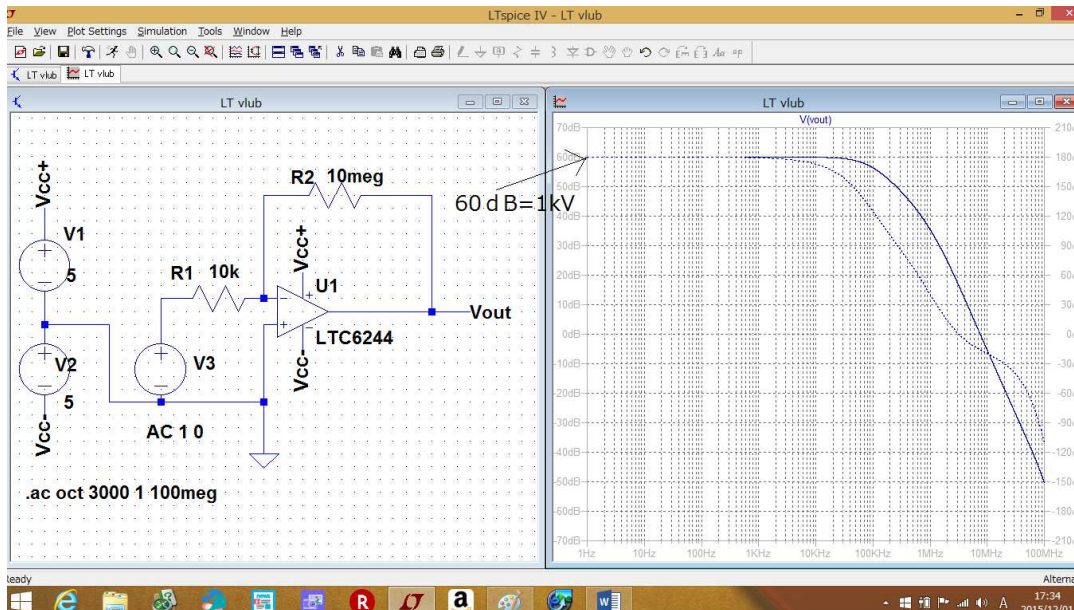 LTspice IV - LT vlub
File View Plot Settings Simulation Tools Window Help
LT vlub LT vlub
LT vlub
Vcc+
V1
5
V2
5
Vcc-
R1 10k
V3
AC 1 0
R2 10meg
Vcc+
U1
LTC6244
Vcc-
Vout
.ac oct 3000 1 100meg
LT vlub
V(vout)
60ｄB=1kV
70dB
60dB
50dB
40dB
30dB
20dB
10dB
0dB
-10dB
-20dB
-30dB
-40dB
-50dB
-60dB
-70dB
210
180
150
120
90
60
30
0
-30
-60
-90
-120
-150
-180
-210
1Hz 10Hz 100Hz 1KHz 10KHz 100KHz 1MHz 10MHz 100MHz
Ready
Alterna
A
17:34